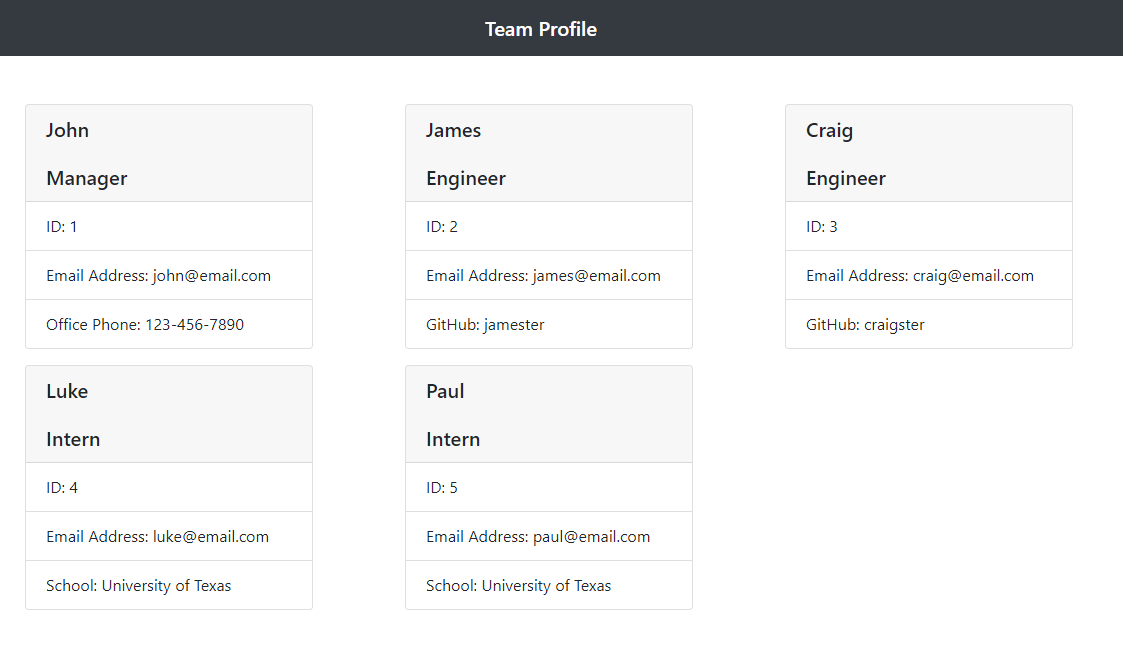 Team Profile
John
Manager
ID: 1
Email Address: john@email.com
Office Phone: 123-456-7890
James
Engineer
ID: 2
Email Address: james@email.com
GitHub: jamester
Craig
Engineer
ID: 3
Email Address: craig@email.com
GitHub: craigster
Luke
Intern
ID: 4
Email Address: luke@email.com
School: University of Texas
Paul
Intern
ID: 5
Email Address: paul@email.com
School: University of Texas